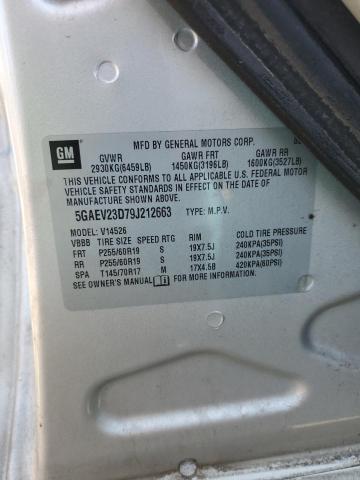 MFD BY GENERAL MOTORS CORP.
GM GVWR GAWR FRT GAWR RR
2930KG(6459LB) 1450KG(3196LB) 1600KG(3527LB)
THIS VEHICLE CONFORMS TO ALL APPLICABLE U.S. FEDERAL MOTOR
VEHICLE SAFETY STANDARDS IN EFFECT ON THE DATE OF
MANUFACTURE SHOWN ABOVE.
5GAEV23D79J212663 TYPE: M.P.V.
MODEL: V14526
VBBB TIRE SIZE SPEED RTG RIM COLD TIRE PRESSURE
FRT P255/60R19 S 19X7.5J 240KPA(35PSI)
RR P255/60R19 S 19X7.5J 240KPA(35PSI)
SPA T145/70R17 M 17X4.5B 420KPA(60PSI)
SEE OWNER'S MANUAL FOR MORE INFORMATION.